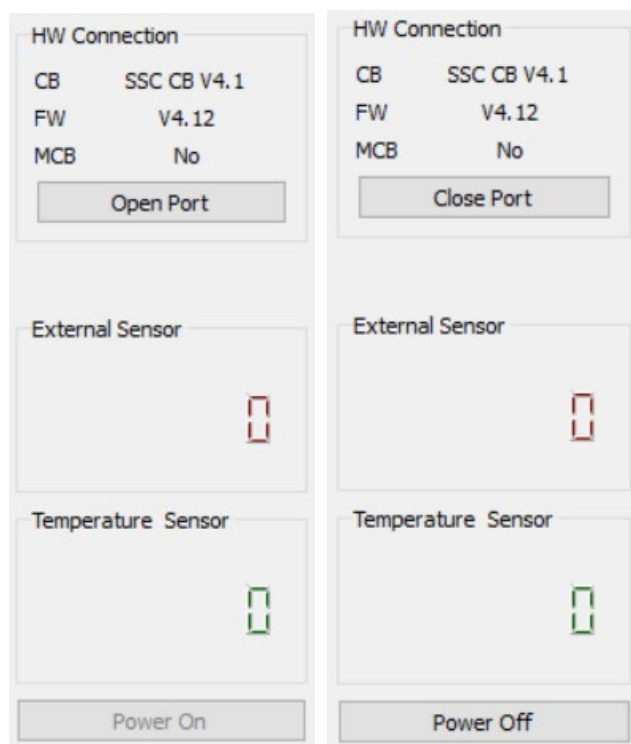 HW Connection
CB SSC CB V4.1
FW V4.12
MCB No
Open Port
External Sensor
0
Temperature Sensor
0
Power On
HW Connection
CB SSC CB V4.1
FW V4.12
MCB No
Close Port
External Sensor
0
Temperature Sensor
0
Power Off